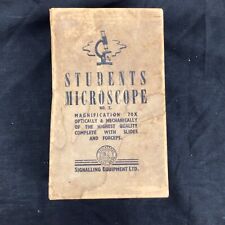 STUDENTS
MICROSCOPE
NO. 2.
MAGNIFICATION 70X
OPTICALLY & MECHANICALLY
OF THE HIGHEST QUALITY
COMPLETE WITH SLIDES
AND FORCEPS.
SIGNALLING EQUIPMENT LTD.